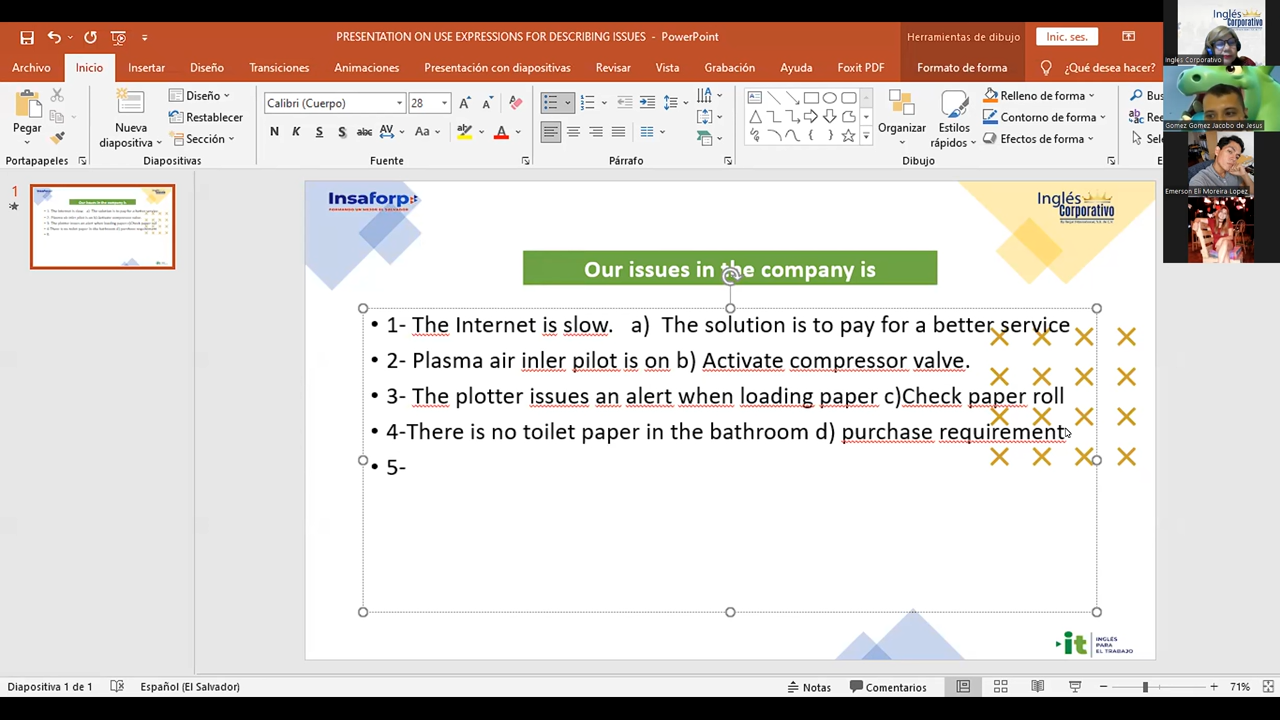 PRESENTATION ON USE EXPRESSIONS FOR DESCRIBING ISSUES - PowerPoint
Herramientas de dibujo
Inic. ses.
Archivo
Inicio
Insertar
Diseño
Transiciones
Animaciones
Presentación con diapositivas
Revisar
Vista
Grabación
Ayuda
Foxit PDF
Formato de forma
¿Qué desea hacer?
Pegar
Nueva diapositiva
Diseño
Restablecer
Sección
Calibri (Cuerpo)
28
N K S S abc AV Aa
Organizar
Estilos rápidos
Relleno de forma
Contorno de forma
Efectos de forma
Portapapeles
Diapositivas
Fuente
Párrafo
Dibujo
Inglés Corporativo
Inglés Corporativo
Gomez Gomez Jacobo de Jesus
Emerson Eli Moreira Lopez
1
Insaforp
Inglés Corporativo
Our issues in the company is
• 1- The Internet is slow. a) The solution is to pay for a better service
• 2- Plasma air inler pilot is on b) Activate compressor valve.
• 3- The plotter issues an alert when loading paper c)Check paper roll
• 4-There is no toilet paper in the bathroom d) purchase requirement
• 5-
it INGLÉS PARA EL TRABAJO
Diapositiva 1 de 1
Español (El Salvador)
Notas
Comentarios
71%